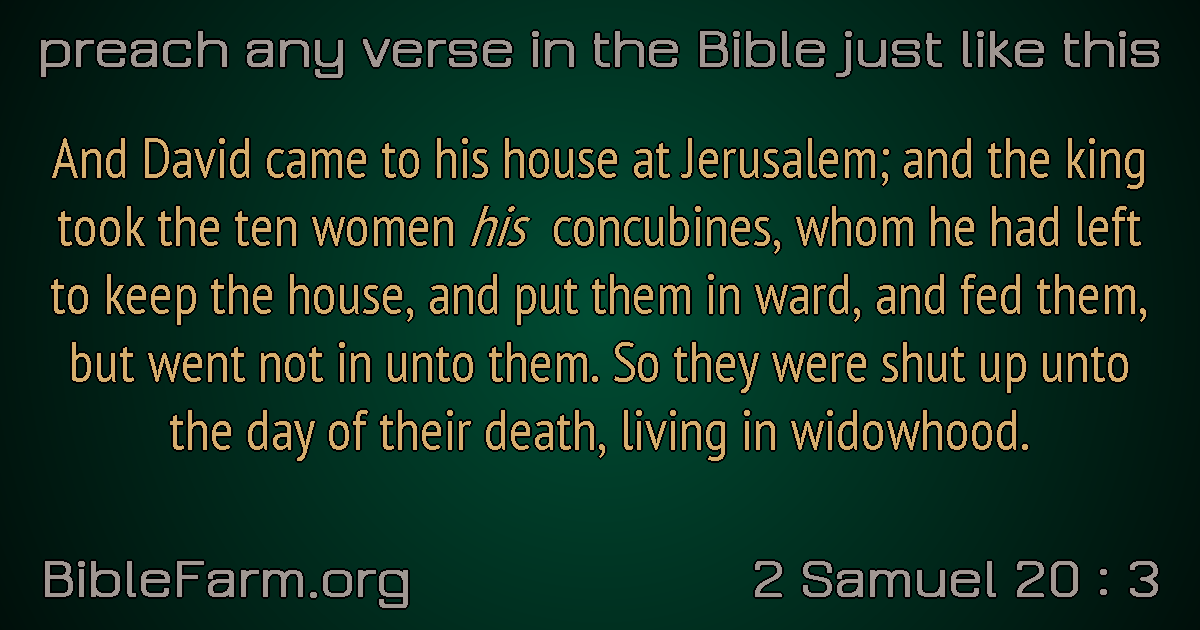 preach any verse in the Bible just like this
And David came to his house at Jerusalem; and the king
took the ten women his concubines, whom he had left
to keep the house, and put them in ward, and fed them,
but went not in unto them. So they were shut up unto
the day of their death, living in widowhood.
BibleFarm.org
2 Samuel 20 : 3